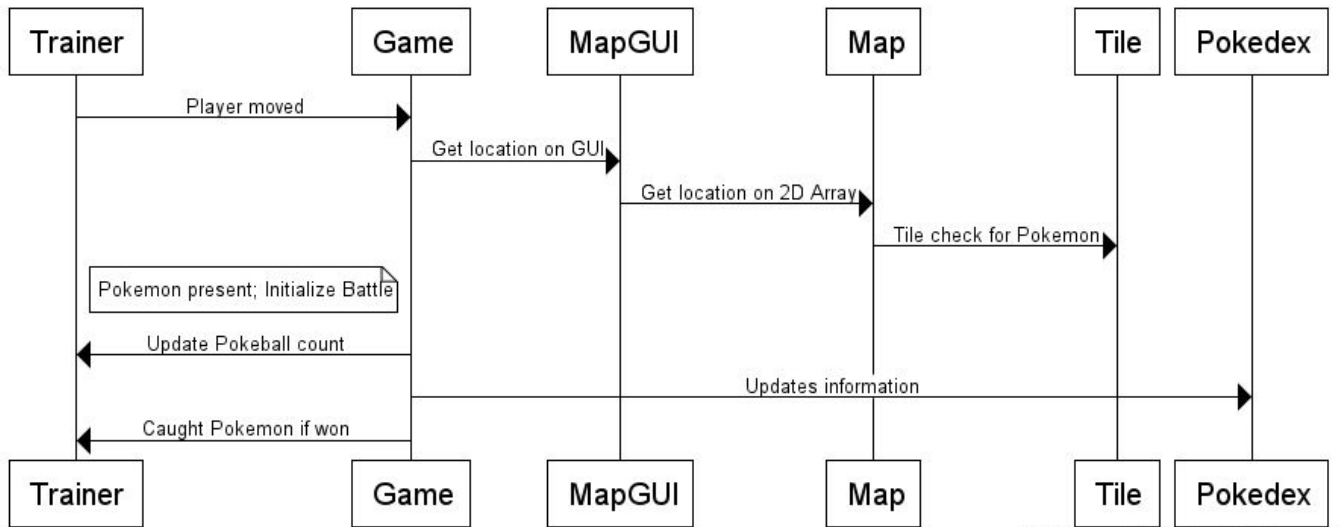 Trainer
Game
MapGUI
Map
Tile
Pokedex
Player moved
Get location on GUI
Get location on 2D Array
Tile check for Pokemon
Pokemon present; Initialize Battle
Update Pokeball count
Updates information
Caught Pokemon if won
Trainer
Game
MapGUI
Map
Tile
Pokedex